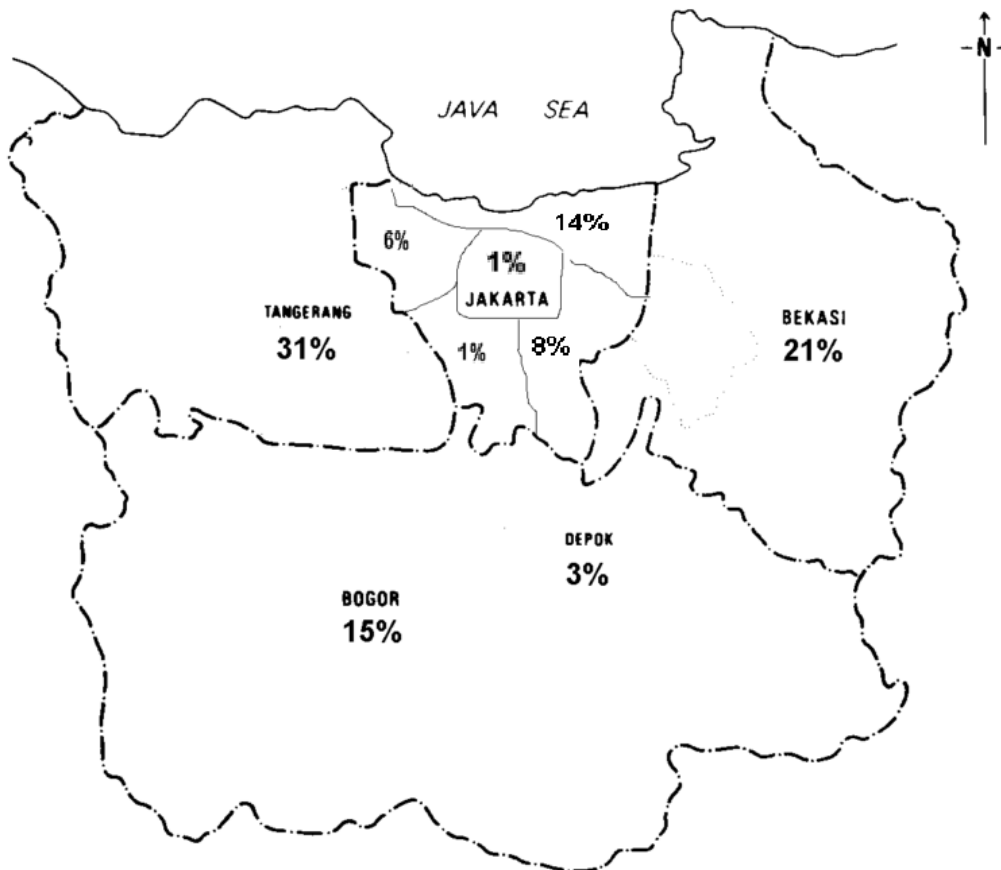 JAVA SEA
N
14%
6%
1%
JAKARTA
TANGERANG
31%
1%
8%
BEKASI
21%
DEPOK
3%
BOGOR
15%